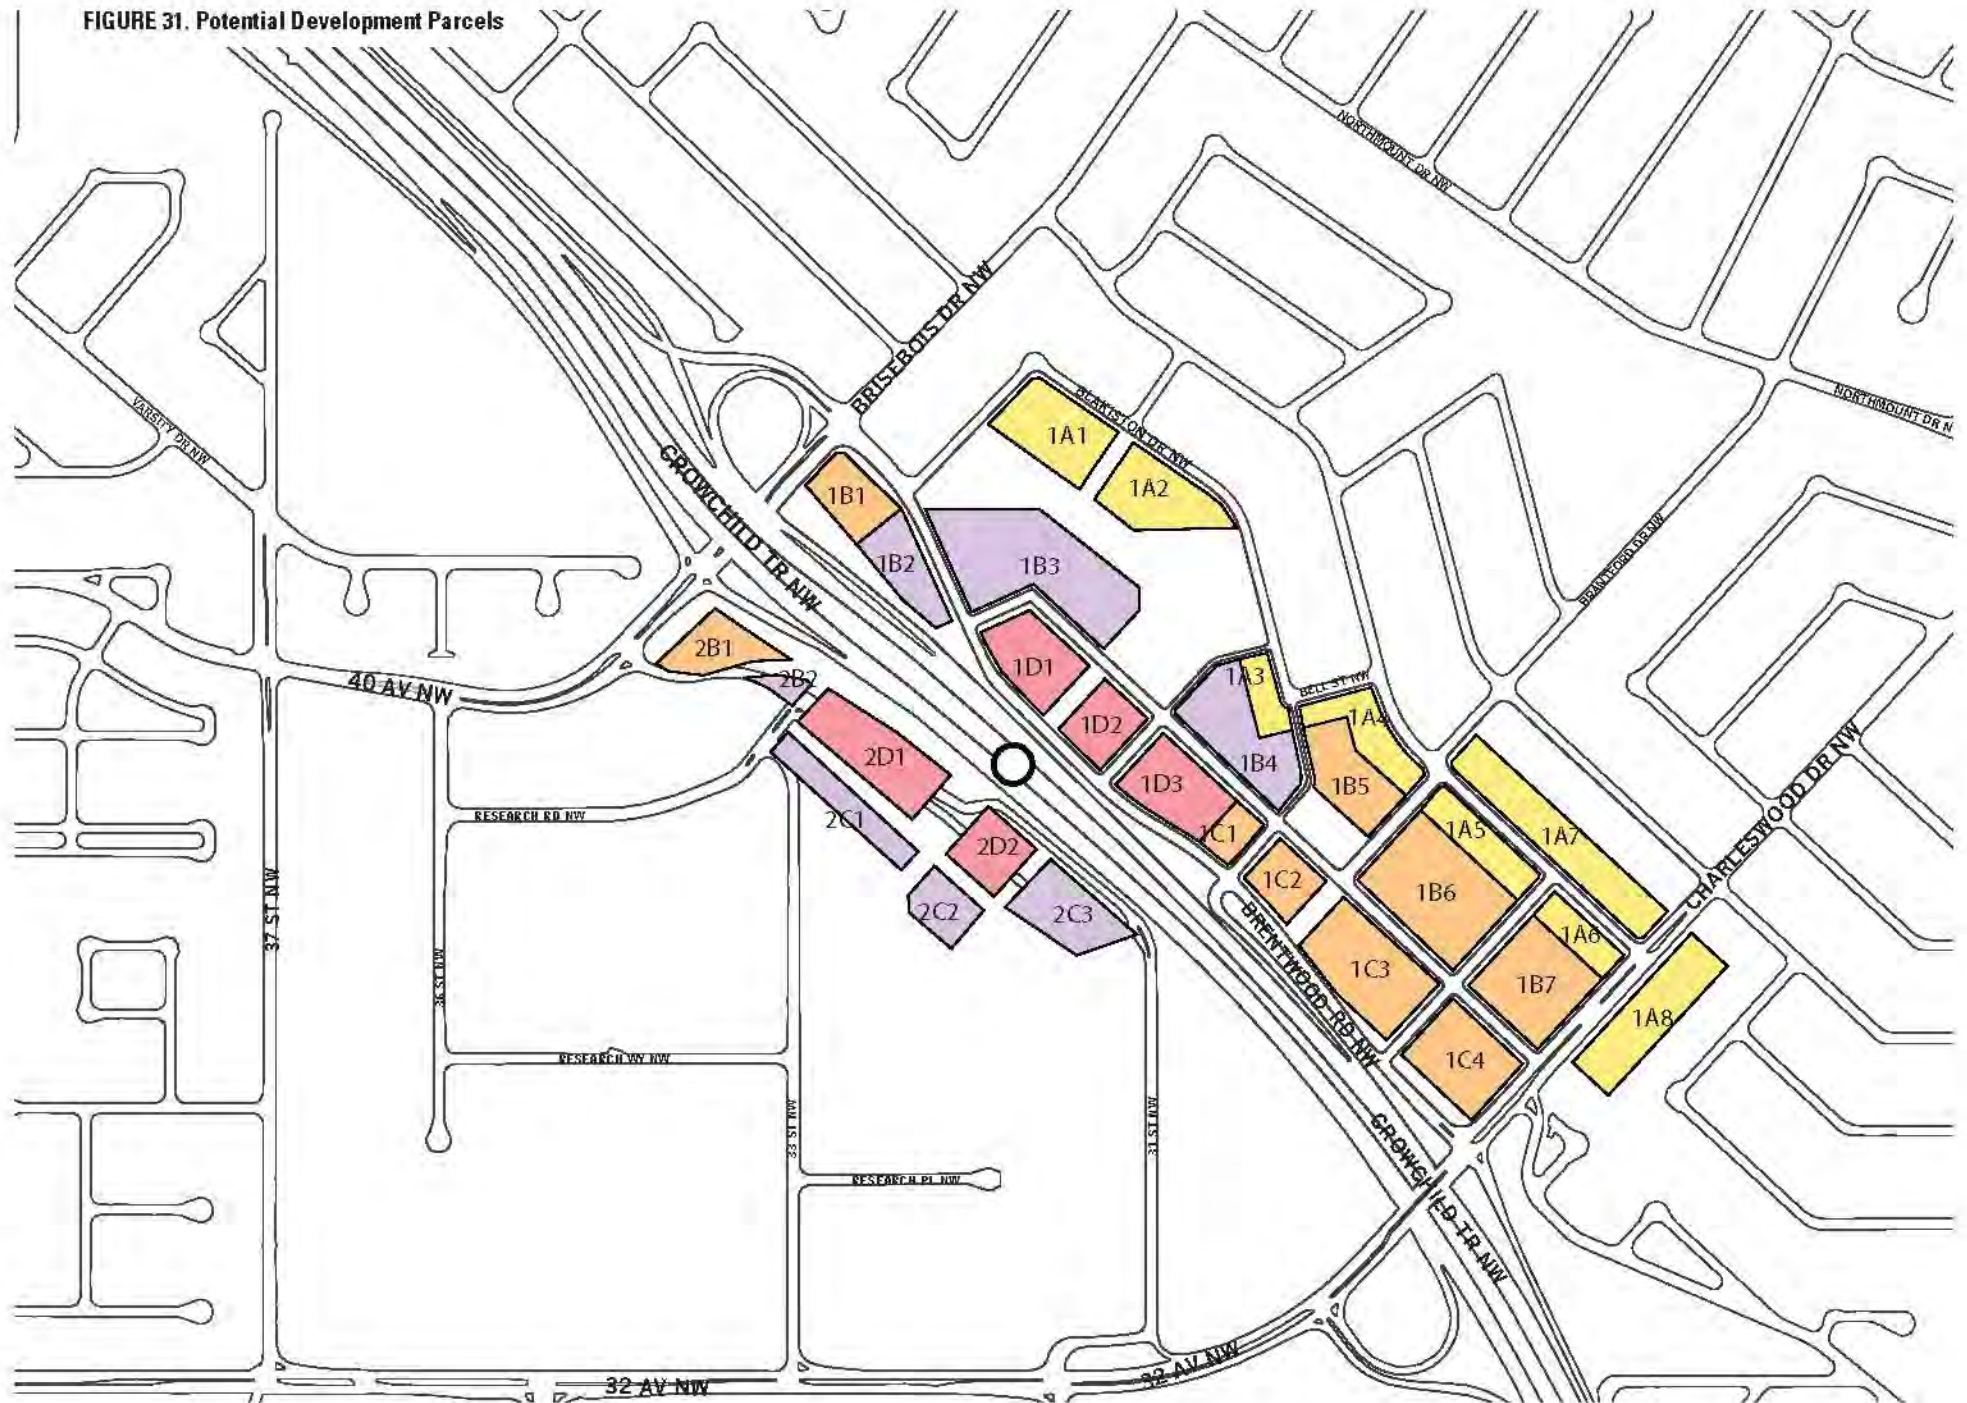 FIGURE 31. Potential Development Parcels
NORTHMOUNT DR NW
BRISEBOIS DR NW
BLAKISTON DR NW
NORTHMOUNT DR N
VARSITY DR NW
1A1
CROWCHILD TR NW
1A2
1B1
1B2
1B3
BRANTFORD DR NW
2B1
2B2
40 AV NW
1D1
1A3
BELL ST NW
1A4
1D2
2D1
1B4
1D3
1B5
CHARLESWOOD DR NW
RESEARCH RD NW
2C1
1C1
1A5
1A7
2D2
1C2
1B6
2C2
2C3
37 ST NW
BRENTWOOD RD NW
1A6
1C3
1B7
36 ST NW
1A8
RESEARCH WY NW
1C4
33 ST NW
31 ST NW
CROWCHILD TR NW
RESEARCH PL NW
32 AV NW
32 AV NW